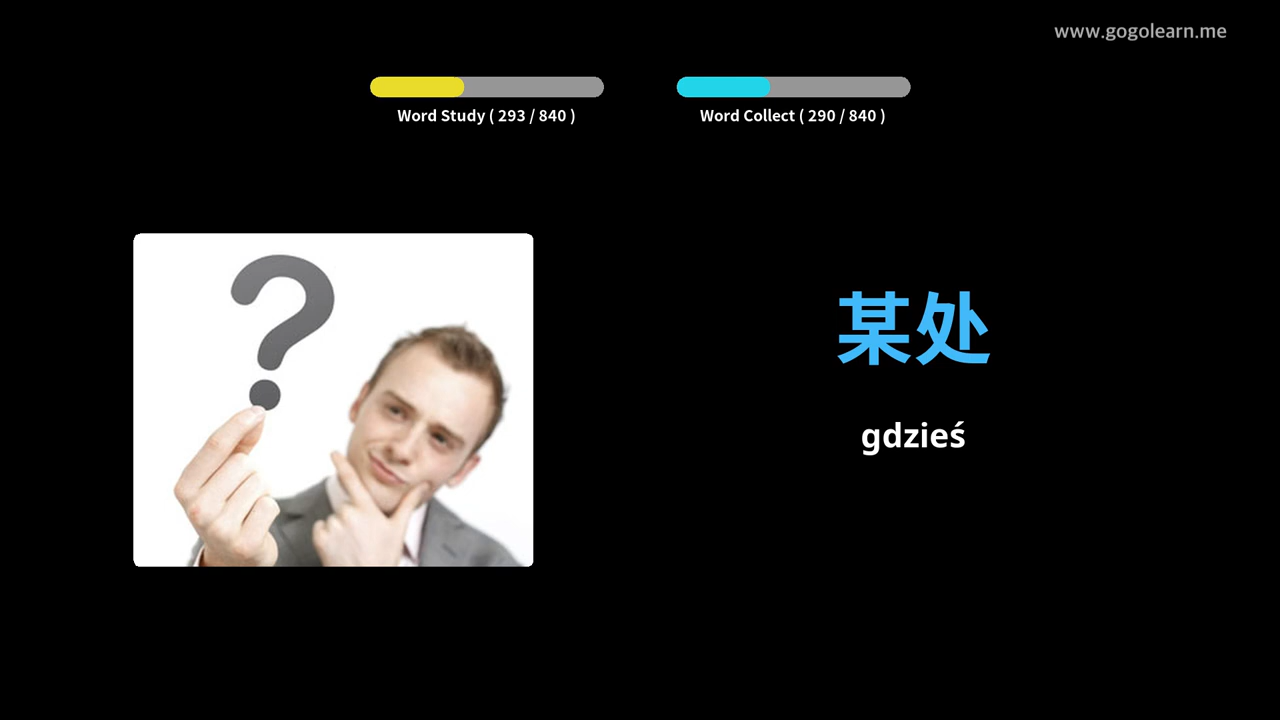 www.gogolearn.me
Word Study ( 293 / 840 )
Word Collect ( 290 / 840 )
?
某处
gdzieś